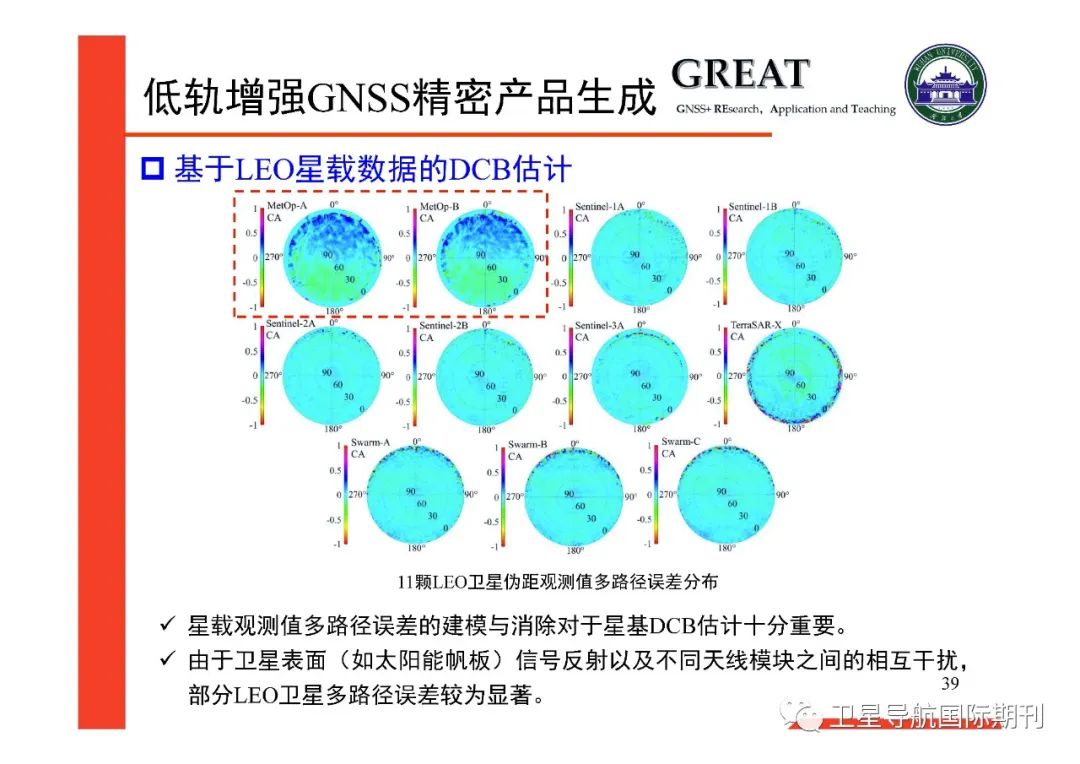 低轨增强GNSS精密产品生成
GREAT
GNSS+ REsearch, Application and Teaching
WUHAN UNIVERSITY
基于LEO星载数据的DCB估计
MetOp-A 0° MetOp-B 0° Sentinel-1A 0° Sentinel-1B 0°
1 CA 1 CA 1 CA 1 CA
0.5 0.5 0.5 0.5
0 270° 90 90° 0 270° 90 90° 0 270° 90 90° 0 270° 90 90°
60 60 60 60
-0.5 30 -0.5 30 -0.5 30 -0.5 30
0 0 0 0
-1 180° -1 180° -1 180° -1 180°
Sentinel-2A 0° Sentinel-2B 0° Sentinel-3A 0° TerraSAR-X 0°
1 CA 1 CA 1 CA 1 CA
0.5 0.5 0.5 0.5
0 270° 90 90° 0 270° 90 90° 0 270° 90 90° 0 270° 90 90°
60 60 60 60
-0.5 30 -0.5 30 -0.5 30 -0.5 30
0 0 0 0
-1 180° -1 180° -1 180° -1 180°
Swarm-A 0° Swarm-B 0° Swarm-C 0°
1 CA 1 CA 1 CA
0.5 0.5 0.5
0 270° 90 90° 0 270° 90 90° 0 270° 90 90°
60 60 60
-0.5 30 -0.5 30 -0.5 30
0 0 0
-1 180° -1 180° -1 180°
11颗LEO卫星伪距观测值多路径误差分布
✓ 星载观测值多路径误差的建模与消除对于星基DCB估计十分重要。
✓ 由于卫星表面（如太阳能帆板）信号反射以及不同天线模块之间的相互干扰，
部分LEO卫星多路径误差较为显著。
39
卫星导航国际期刊